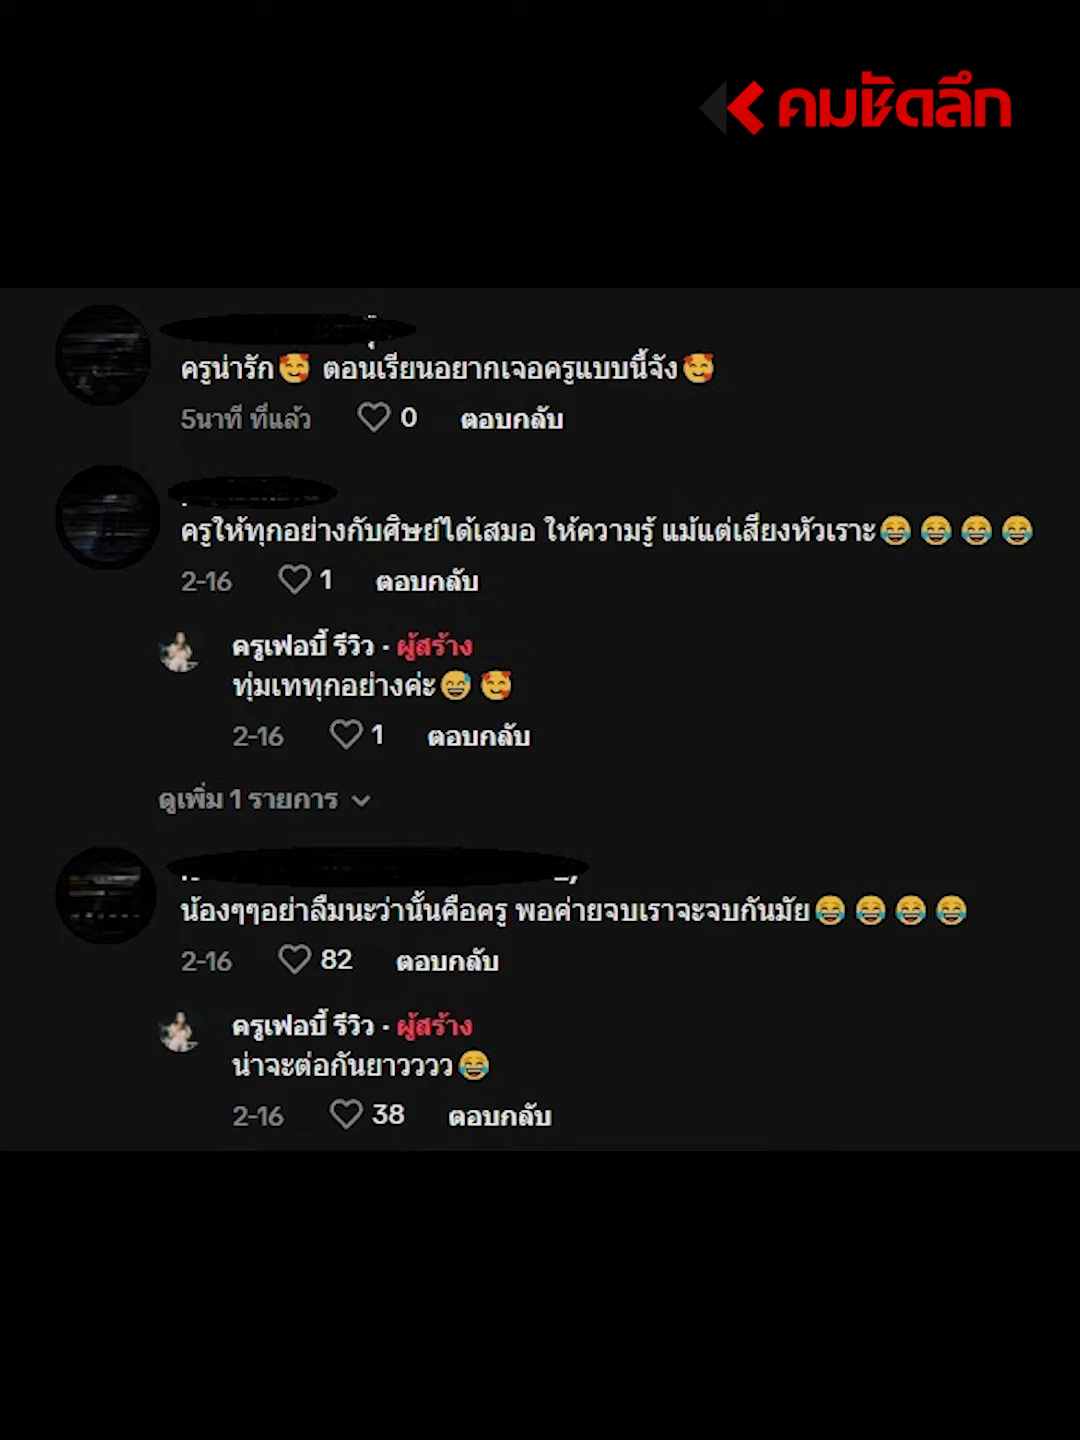 คมชัดลึก
ครูน่ารัก🥰 ตอนเรียนอยากเจอครูแบบนี้จัง🥰
5นาที ที่แล้ว 0 ตอบกลับ
ครูให้ทุกอย่างกับศิษย์ได้เสมอ ให้ความรู้ แม้แต่เสียงหัวเราะ😂😂😂😂
2-16 1 ตอบกลับ
ครูเฟอบี้ รีวิว · ผู้สร้าง
ทุ่มเททุกอย่างค่ะ😅🥰
2-16 1 ตอบกลับ
ดูเพิ่ม 1 รายการ
น้องๆๆอย่าลืมนะว่านั้นคือครู พอค่ายจบเราจะจบกันมัย😂😂😂😂
2-16 82 ตอบกลับ
ครูเฟอบี้ รีวิว · ผู้สร้าง
น่าจะต่อกันยาวววว😂
2-16 38 ตอบกลับ